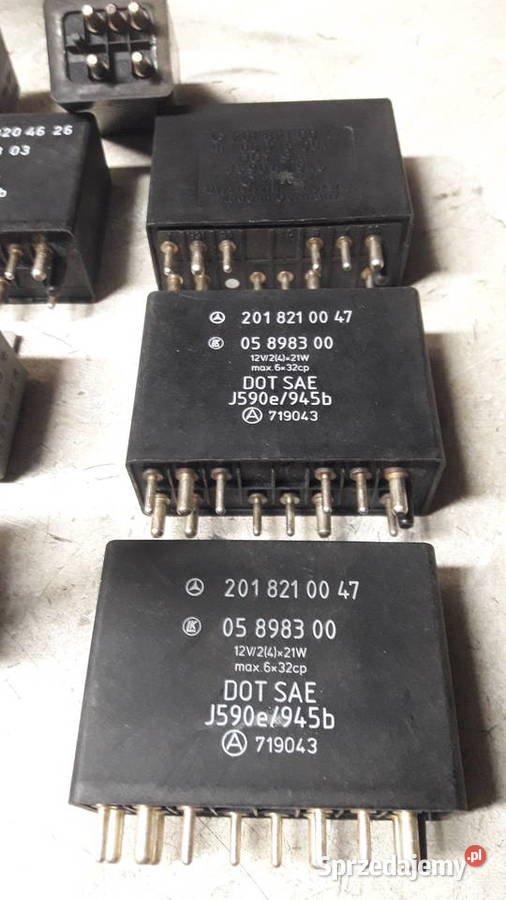 20 46 26
03
b
201 821 00 47
05 8983 00
12V/2(4)×21W
max.6×32cp
DOT SAE
J590e/945b
A 719043
201 821 00 47
05 8983 00
12V/2(4)×21W
max.6×32cp
DOT SAE
J590e/945b
A 719043
Sprzedajemy.pl